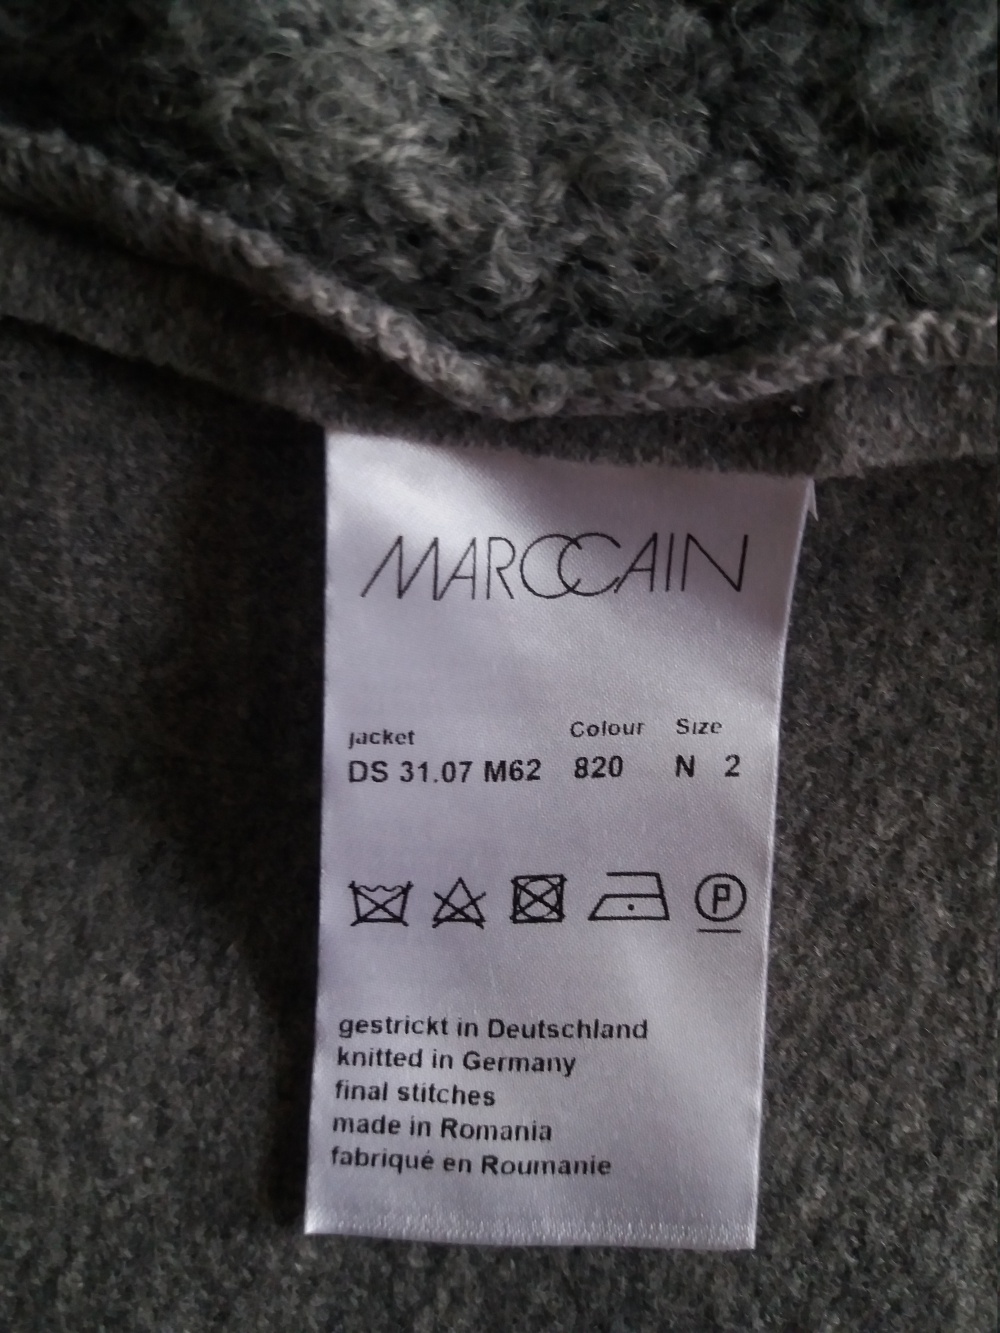 MARCCAIN
jacket Colour Size
DS 31.07 M62 820 N 2
P
gestrickt in Deutschland
knitted in Germany
final stitches
made in Romania
fabriqué en Roumanie